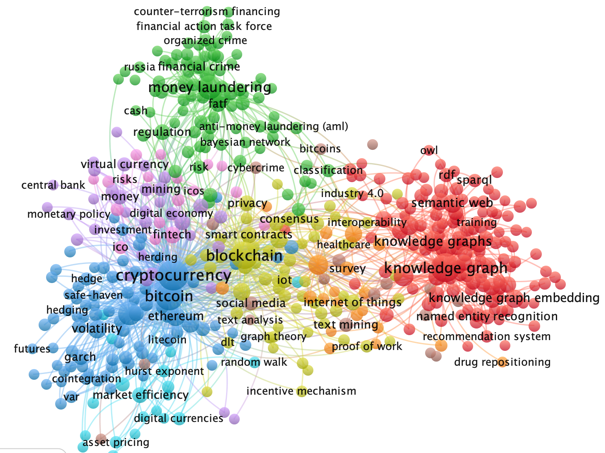 counter-terrorism financing
financial action task force
organized crime
russia financial crime
money laundering
fatf
cash
anti-money laundering (aml)
regulation
bayesian network
bitcoins
owl
virtual currency
risk
cybercrime
classification
rdf
sparql
central bank
risks
mining
icos
industry 4.0
money
privacy
semantic web
monetary policy
digital economy
consensus
interoperability
training
investment
fintech
smart contracts
ico
healthcare
knowledge graphs
herding
blockchain
cryptocurrency
survey
knowledge graph
hedge
iot
safe-haven
bitcoin
social media
internet of things
knowledge graph embedding
hedging
ethereum
text analysis
text mining
named entity recognition
volatility
litecoin
dlt
graph theory
proof of work
recommendation system
futures
garch
random walk
drug repositioning
hurst exponent
cointegration
var
market efficiency
incentive mechanism
digital currencies
asset pricing